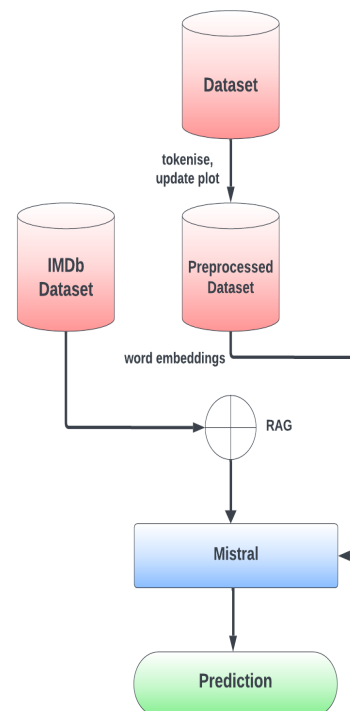 Dataset
tokenise,
update plot
IMDb
Dataset
Preprocessed
Dataset
word embeddings
RAG
Mistral
Prediction